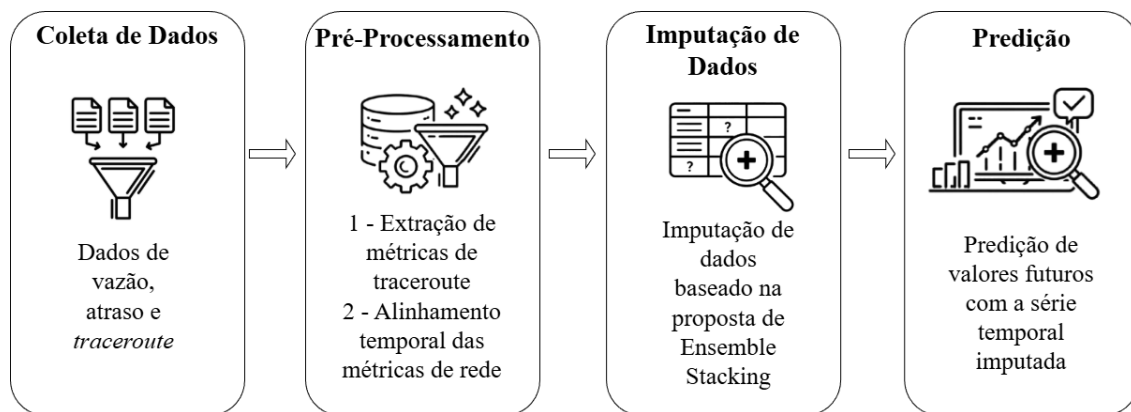 Coleta de Dados
Dados de
vazão,
atraso e
traceroute
Pré-Processamento
1 - Extração de
métricas de
traceroute
2 - Alinhamento
temporal das
métricas de rede
Imputação de
Dados
?
?
Imputação de
dados
baseado na
proposta de
Ensemble
Stacking
Predição
Predição de
valores futuros
com a série
temporal
imputada